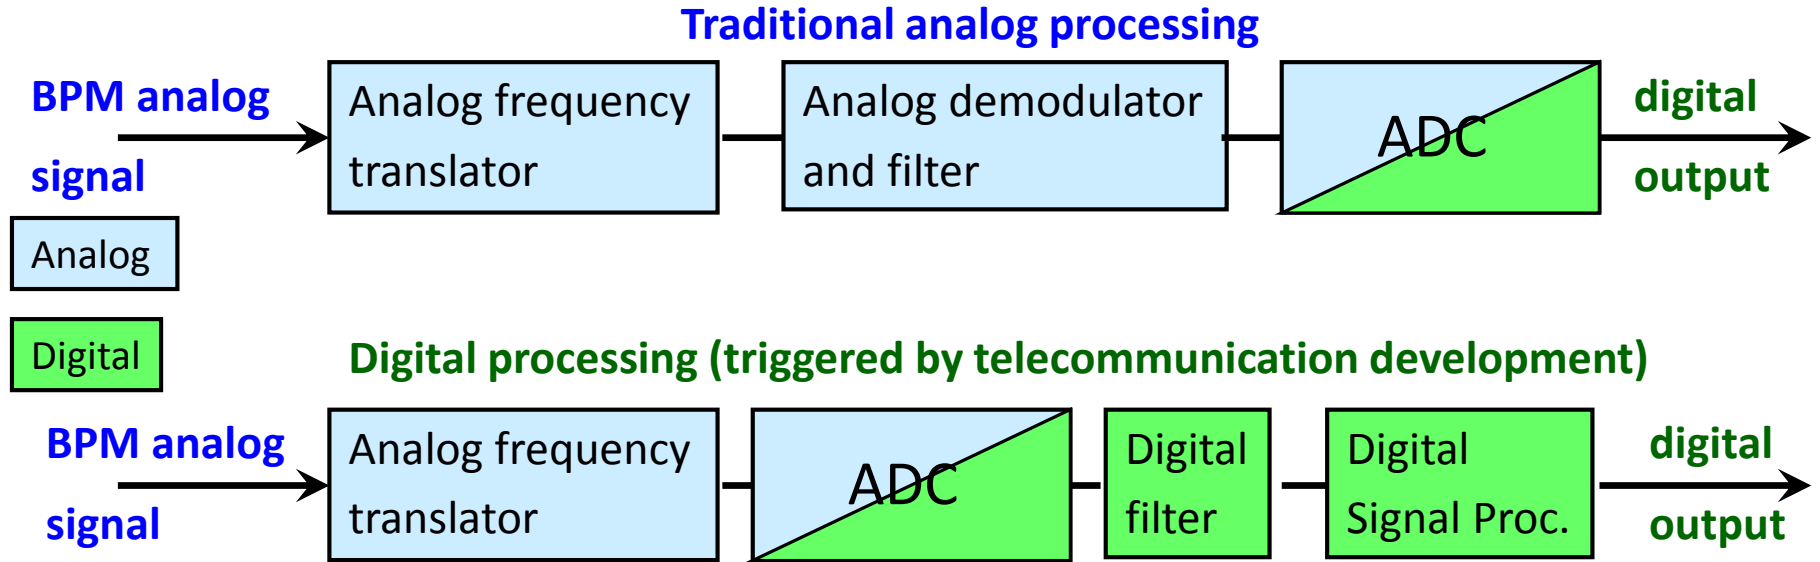 Traditional analog processing
BPM analog
signal
Analog frequency
translator
Analog demodulator
and filter
ADC
digital
output
Analog
Digital
Digital processing (triggered by telecommunication development)
BPM analog
signal
Analog frequency
translator
ADC
Digital
filter
Digital
Signal Proc.
digital
output